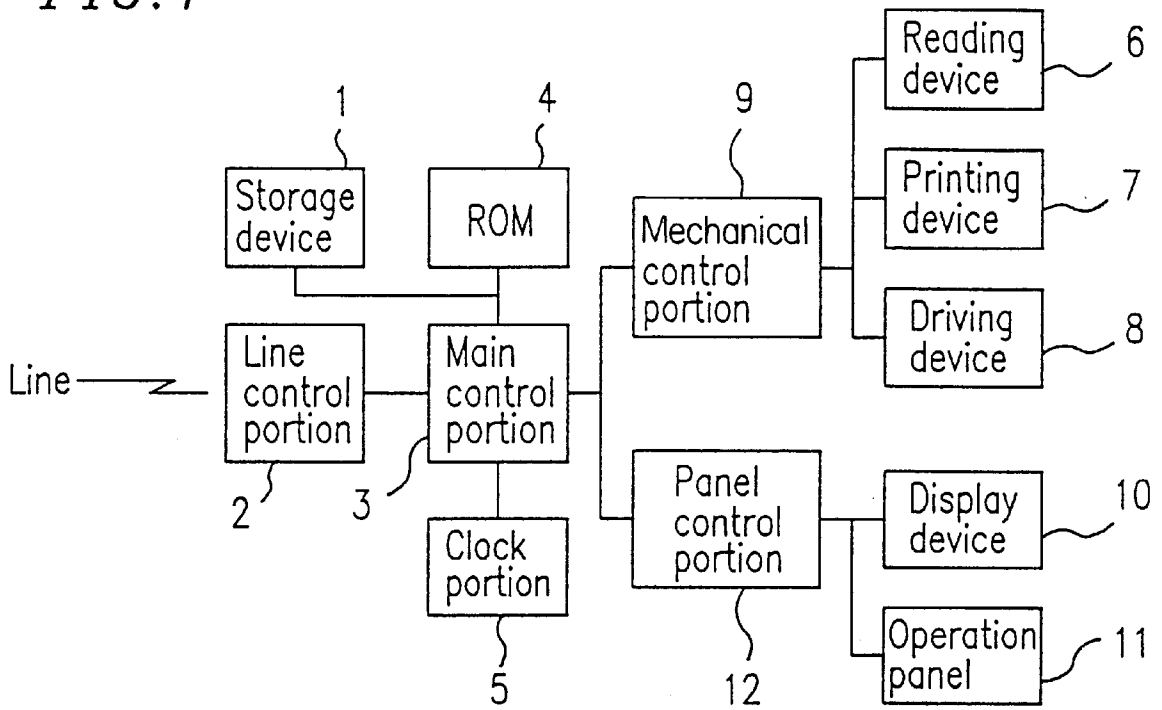 Reading
device
6
1
4
9
Storage
device
ROM
Mechanical
control
portion
Printing
device
7
Driving
device
8
Line
Line
control
portion
Main
control
portion
2
3
Panel
control
portion
Display
device
10
Clock
portion
5
12
Operation
panel
11